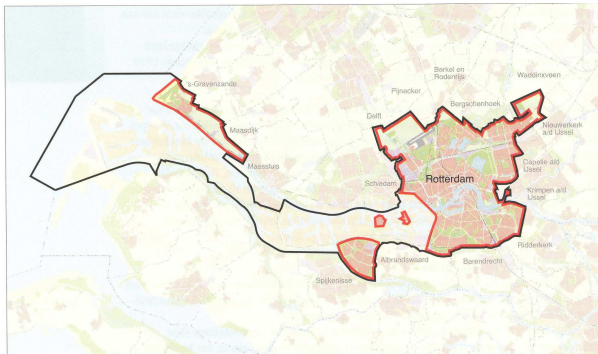 's-Gravenzande
Maasdijk
Maassluis
Delft
Pijnacker
Berkel en
Rodenrijs
Bergschenhoek
Waddinxveen
Nieuwerkerk
a/d IJssel
Capelle a/d
IJssel
Krimpen a/d
IJssel
Schiedam
Rotterdam
Ridderkerk
Barendrecht
Albrandswaard
Spijkenisse